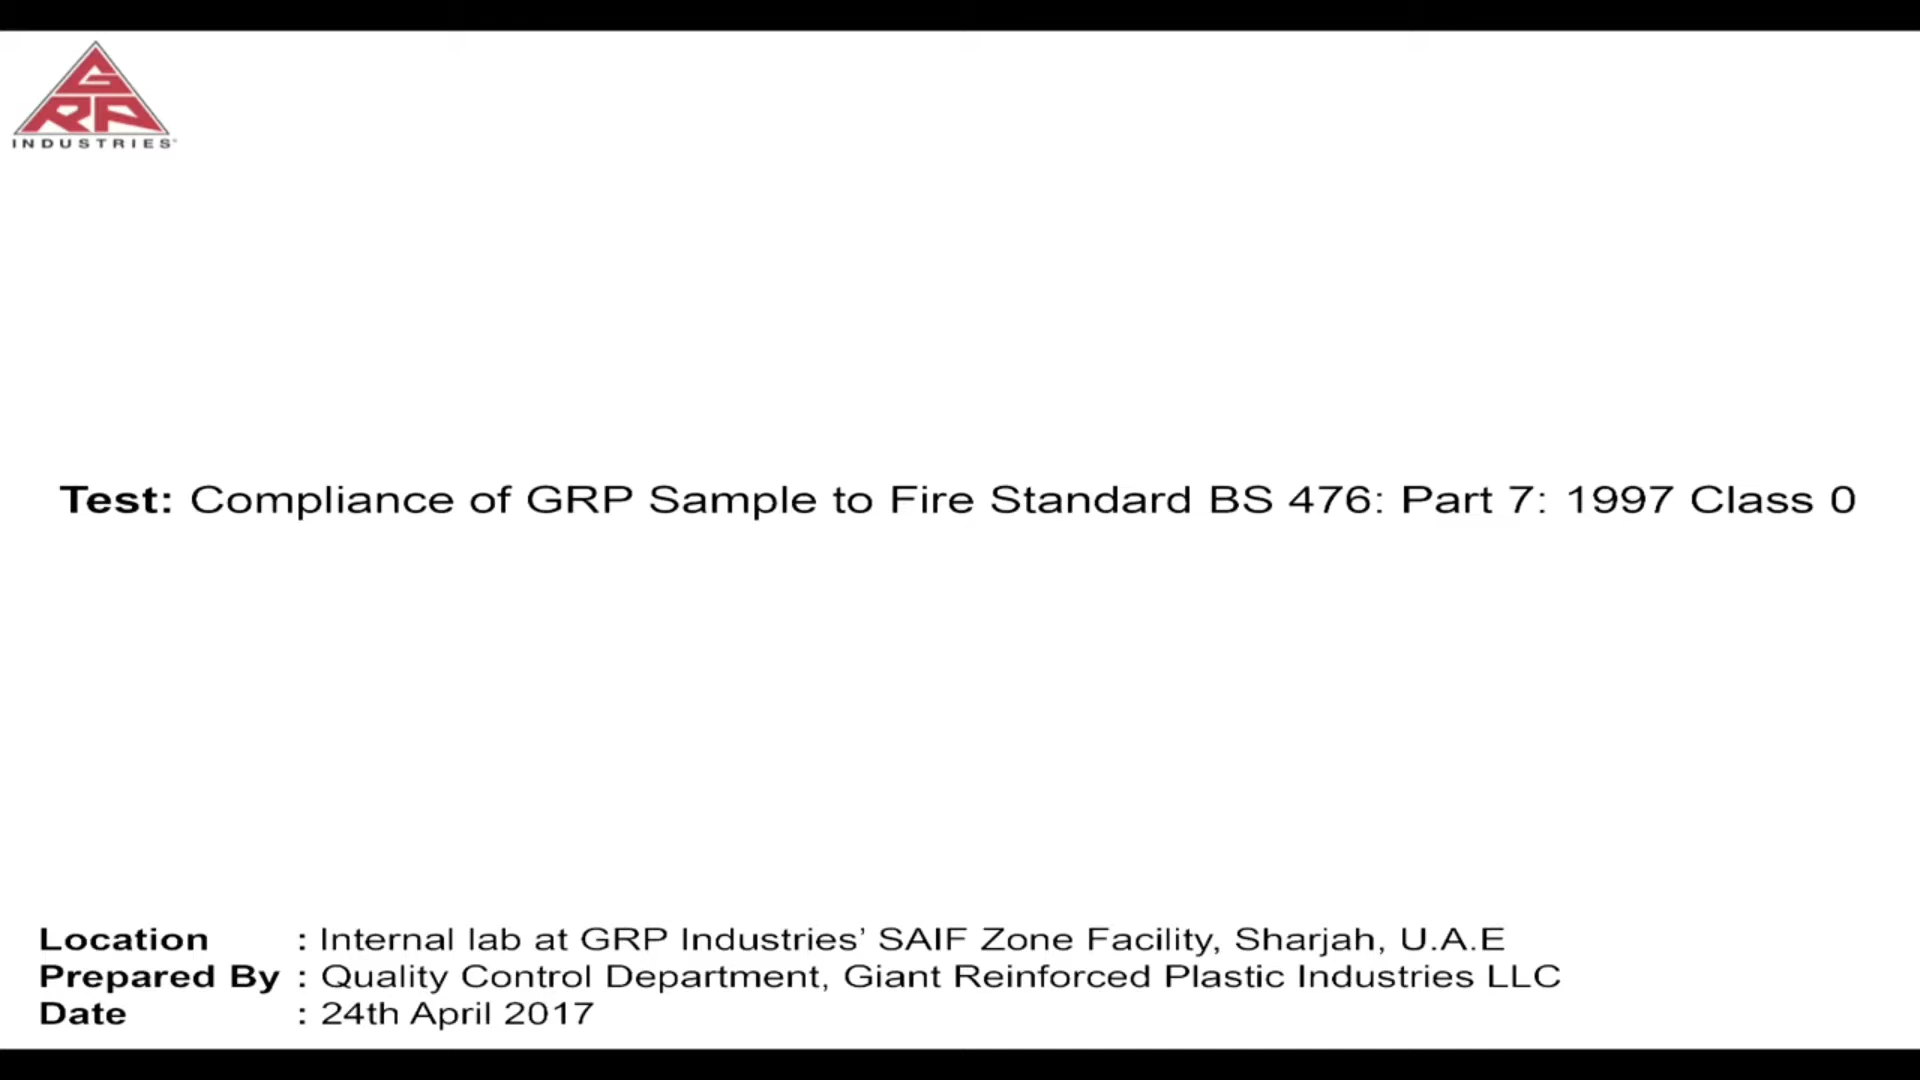 GRP
INDUSTRIES
Test: Compliance of GRP Sample to Fire Standard BS 476: Part 7: 1997 Class 0
Location : Internal lab at GRP Industries’ SAIF Zone Facility, Sharjah, U.A.E
Prepared By : Quality Control Department, Giant Reinforced Plastic Industries LLC
Date : 24th April 2017